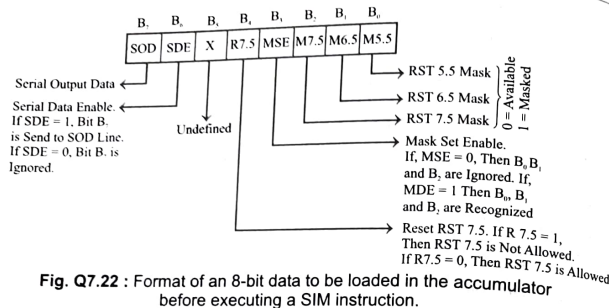 B₇ B₆ B₅ B₄ B₃ B₂ B₁ B₀
SOD SDE X R7.5 MSE M7.5 M6.5 M5.5
Serial Output Data
Serial Data Enable.
If SDE = 1, Bit B.
is Send to SOD Line.
If SDE = 0, Bit B. is
Ignored.
Undefined
RST 5.5 Mask
RST 6.5 Mask
RST 7.5 Mask
0 = Available
1 = Masked
Mask Set Enable.
If, MSE = 0, Then B₀ B₁
and B₂ are Ignored. If,
MDE = 1 Then B₀, B₁
and B₂ are Recognized
Reset RST 7.5. If R 7.5 = 1,
Then RST 7.5 is Not Allowed.
If R7.5 = 0, Then RST 7.5 is Allowed
Fig. Q7.22 : Format of an 8-bit data to be loaded in the accumulator
before executing a SIM instruction.